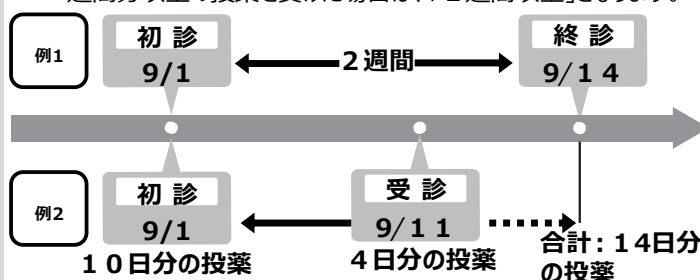 例1
初 診
9/1
2週間
終 診
9/１４
例2
初 診
9/1
１０日分の投薬
受 診
9/１１
４日分の投薬
合計：１４日分
の投薬